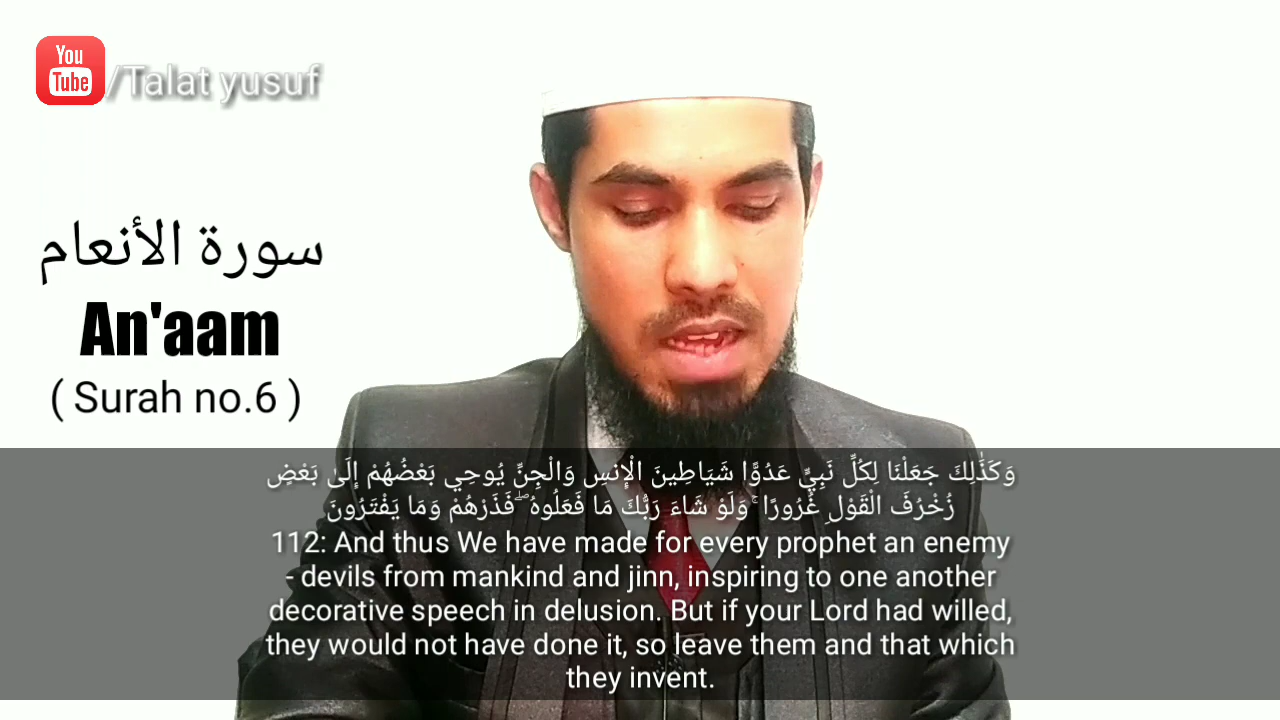 You
Tube
/Talat yusuf
سورة الأنعام
An'aam
( Surah no.6 )
وَكَذَٰلِكَ جَعَلْنَا لِكُلِّ نَبِيٍّ عَدُوًّا شَيَاطِينَ الْإِنسِ وَالْجِنِّ يُوحِي بَعْضُهُمْ إِلَىٰ بَعْضٍ
زُخْرُفَ الْقَوْلِ غُرُورًا ۚ وَلَوْ شَاءَ رَبُّكَ مَا فَعَلُوهُ ۖ فَذَرْهُمْ وَمَا يَفْتَرُونَ
112: And thus We have made for every prophet an enemy
- devils from mankind and jinn, inspiring to one another
decorative speech in delusion. But if your Lord had willed,
they would not have done it, so leave them and that which
they invent.